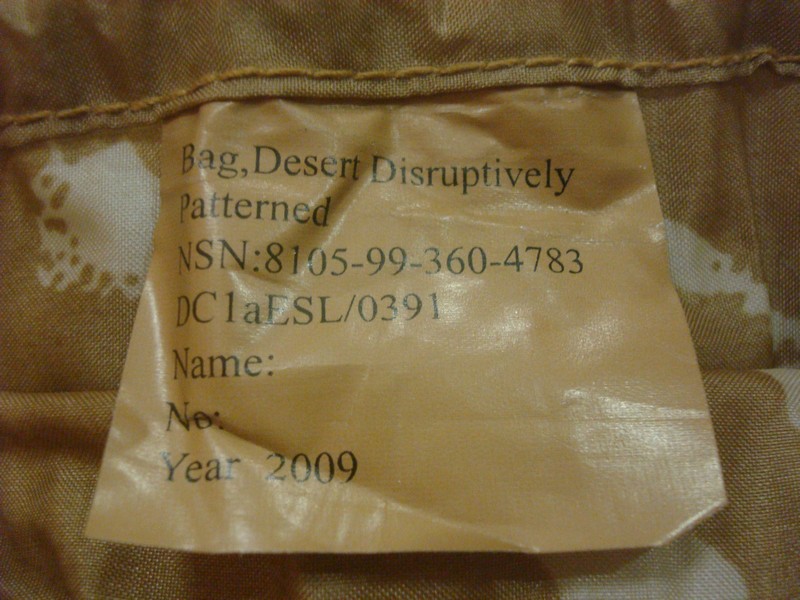 Bag,Desert Disruptively
Patterned
NSN:8105-99-360-4783
DC1aESL/0391
Name:
No:
Year 2009